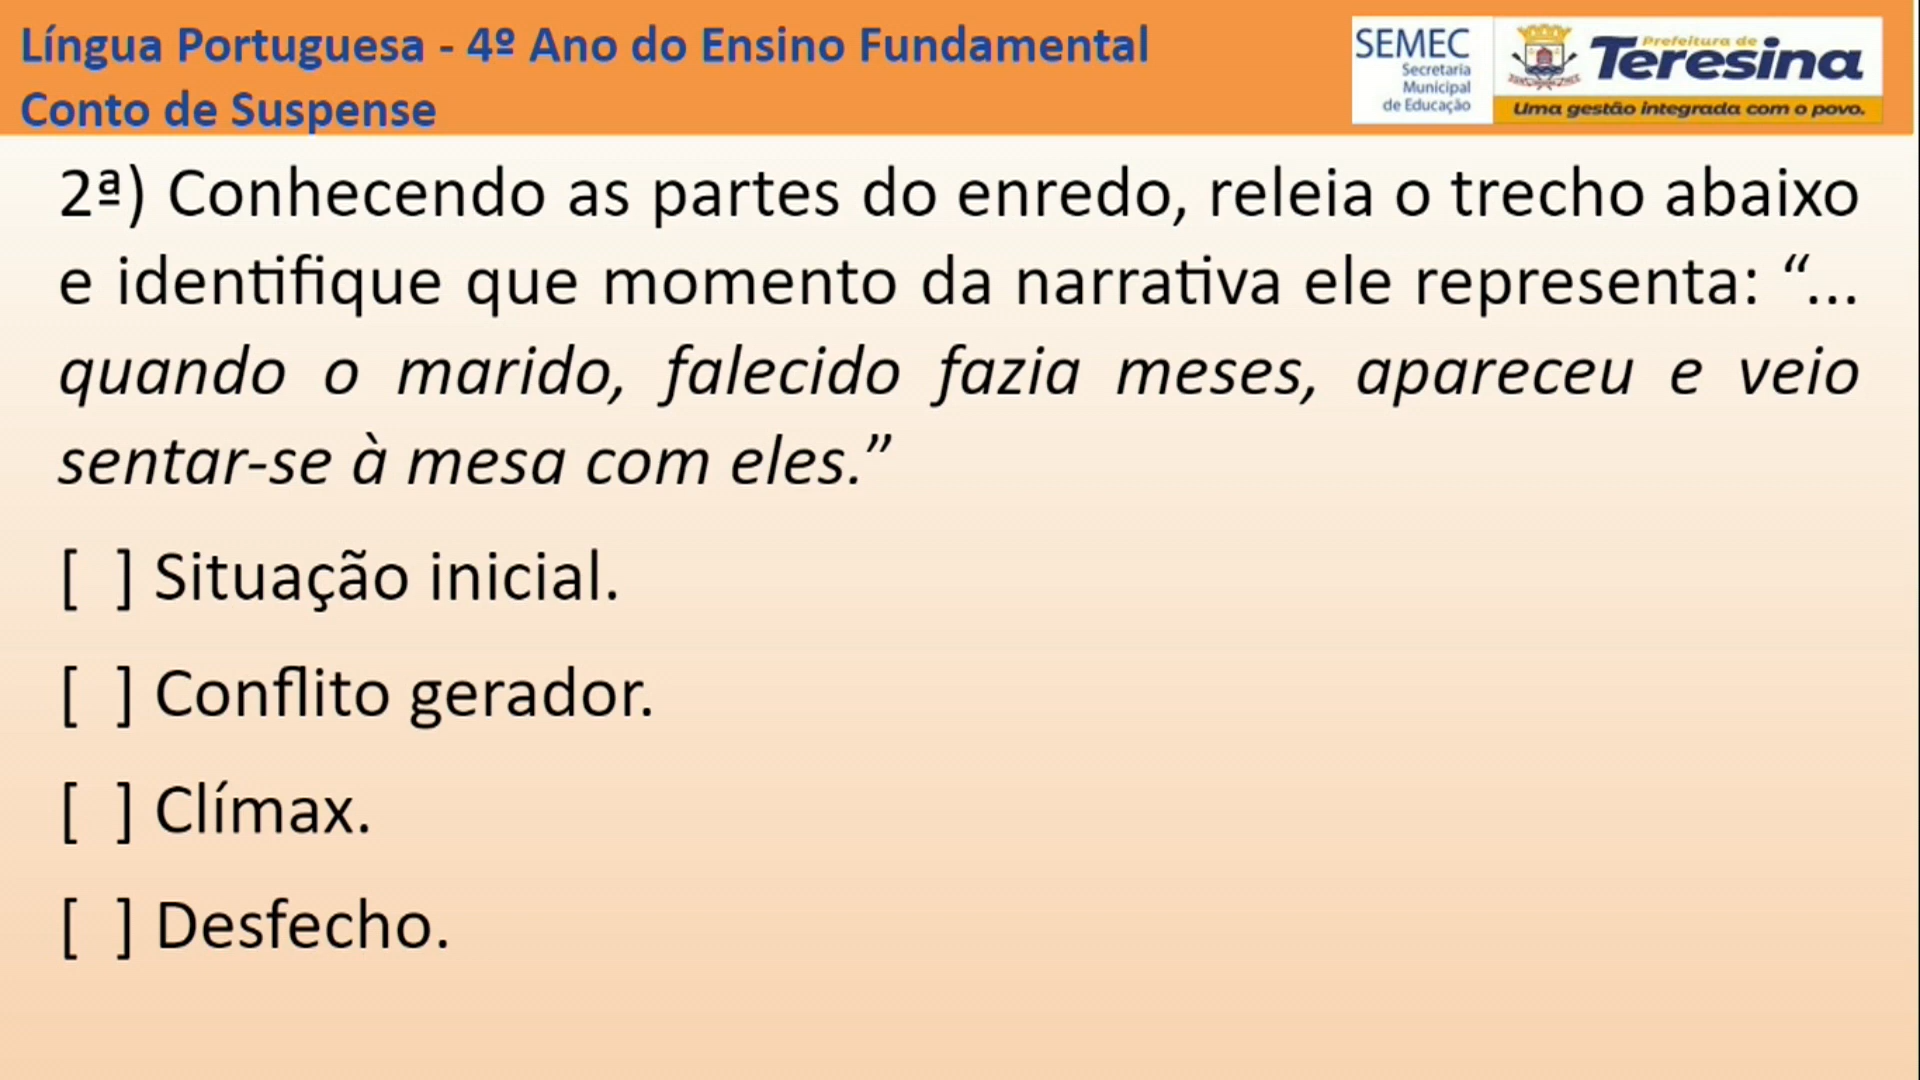 Língua Portuguesa - 4º Ano do Ensino Fundamental
Conto de Suspense
SEMEC
Secretaria
Municipal
de Educação
Prefeitura de
Teresina
Uma gestão integrada com o povo.
2ª) Conhecendo as partes do enredo, releia o trecho abaixo
e identifique que momento da narrativa ele representa: “...
quando o marido, falecido fazia meses, apareceu e veio
sentar-se à mesa com eles.”
[ ] Situação inicial.
[ ] Conflito gerador.
[ ] Clímax.
[ ] Desfecho.